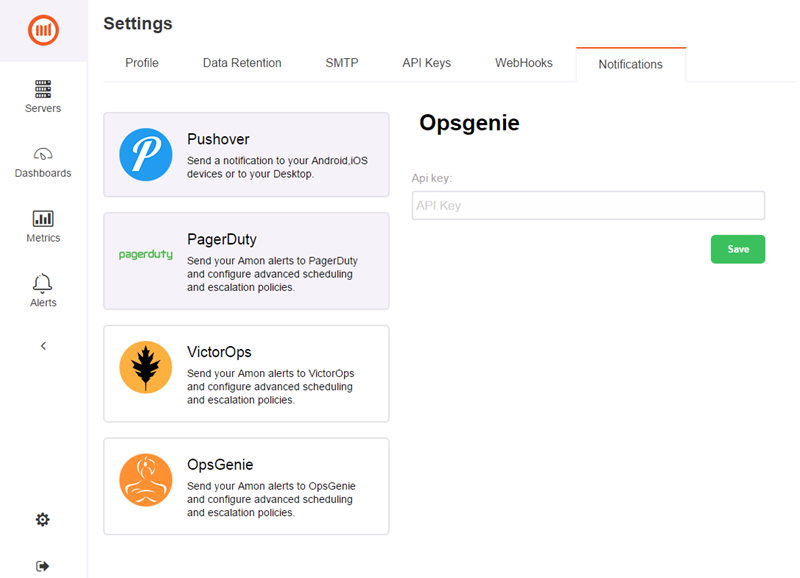 Settings
Profile
Data Retention
SMTP
API Keys
WebHooks
Notifications
Servers
Dashboards
Metrics
Alerts
Pushover
Send a notification to your Android,iOS
devices or to your Desktop.
pagerduty
PagerDuty
Send your Amon alerts to PagerDuty
and configure advanced scheduling
and escalation policies.
VictorOps
Send your Amon alerts to VictorOps
and configure advanced scheduling
and escalation policies.
OpsGenie
Send your Amon alerts to OpsGenie
and configure advanced scheduling
and escalation policies.
Opsgenie
Api key:
API Key
Save